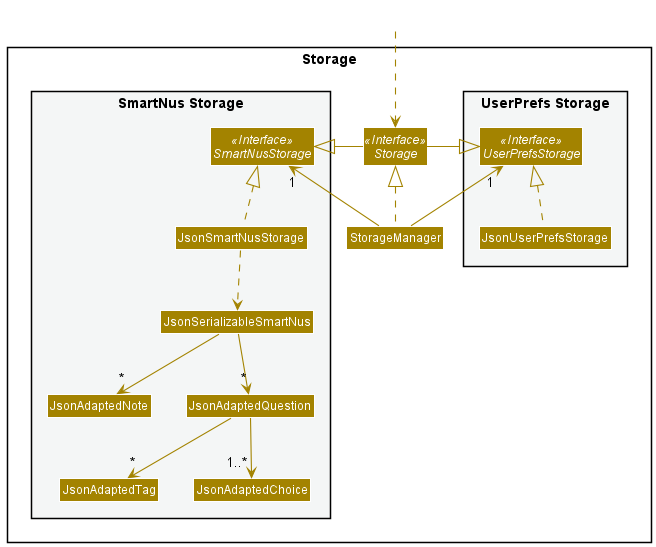 Storage
SmartNus Storage
UserPrefs Storage
«Interface»
SmartNusStorage
«Interface»
Storage
«Interface»
UserPrefsStorage
1
1
JsonSmartNusStorage
StorageManager
JsonUserPrefsStorage
JsonSerializableSmartNus
*
*
JsonAdaptedNote
JsonAdaptedQuestion
*
1..*
JsonAdaptedTag
JsonAdaptedChoice